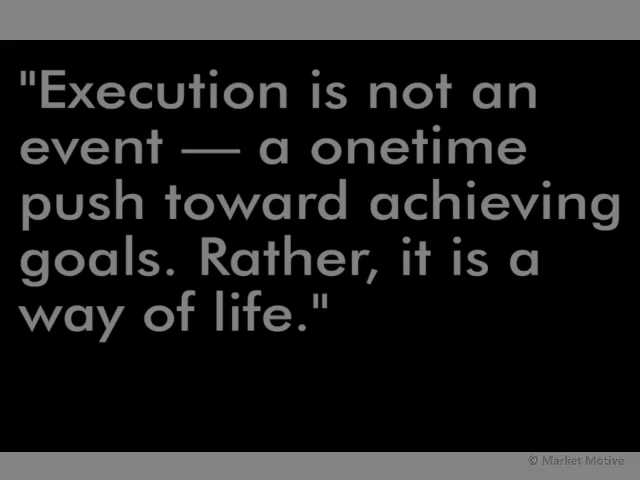 "Execution is not an
event — a onetime
push toward achieving
goals. Rather, it is a
way of life."
© Market Motive